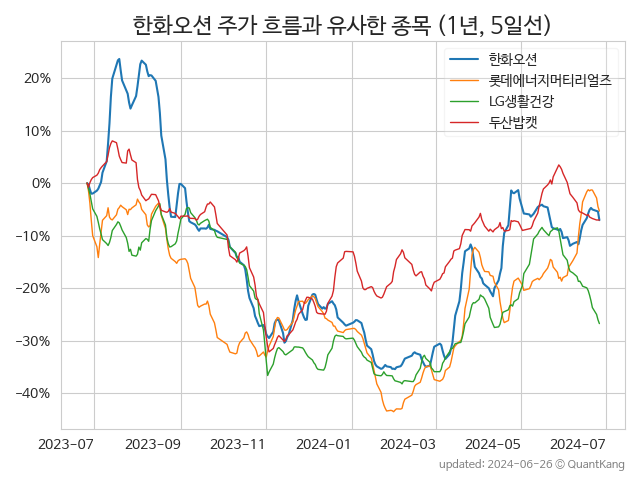 한화오션 주가 흐름과 유사한 종목 (1년, 5일선)
한화오션
롯데에너지머티리얼즈
LG생활건강
두산밥캣
20%
10%
0%
−10%
−20%
−30%
−40%
2023-07 2023-09 2023-11 2024-01 2024-03 2024-05 2024-07
updated: 2024-06-26 © QuantKang